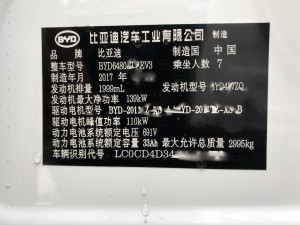 BYD 比亚迪汽车工业有限公司 制造
品牌 比亚迪 制造国 中国
整车型号 乘坐人数 7
制造年月 2017 年
发动机排量 1999mL 发动机型号
发动机最大净功率 139kW
驱动电机型号
驱动电机峰值功率 110kW
动力电池系统额定电压 691V
动力电池系统额定容量 33Ah 最大允许总质量 2995kg
车辆识别代号 LC0CD4D34